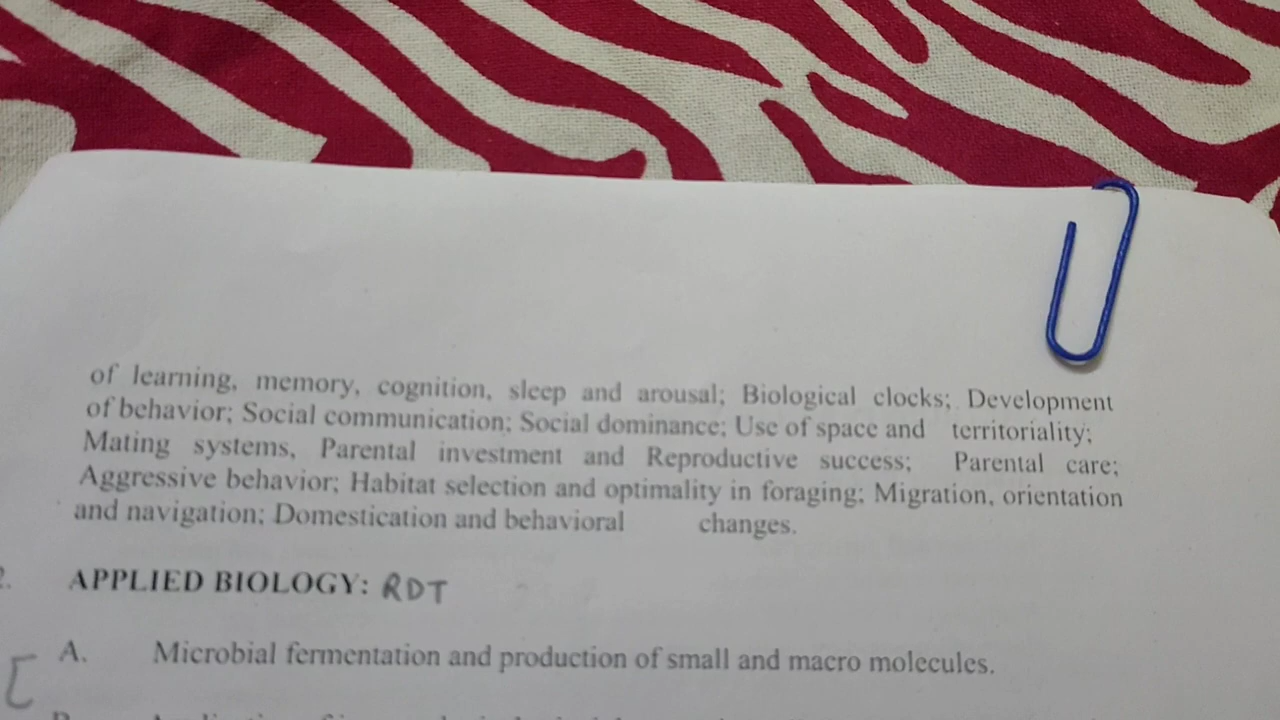 of learning, memory, cognition, sleep and arousal; Biological clocks; Development
of behavior; Social communication; Social dominance; Use of space and territoriality;
Mating systems, Parental investment and Reproductive success; Parental care;
Aggressive behavior; Habitat selection and optimality in foraging; Migration, orientation
and navigation; Domestication and behavioral changes.
APPLIED BIOLOGY: RDT
A. Microbial fermentation and production of small and macro molecules.